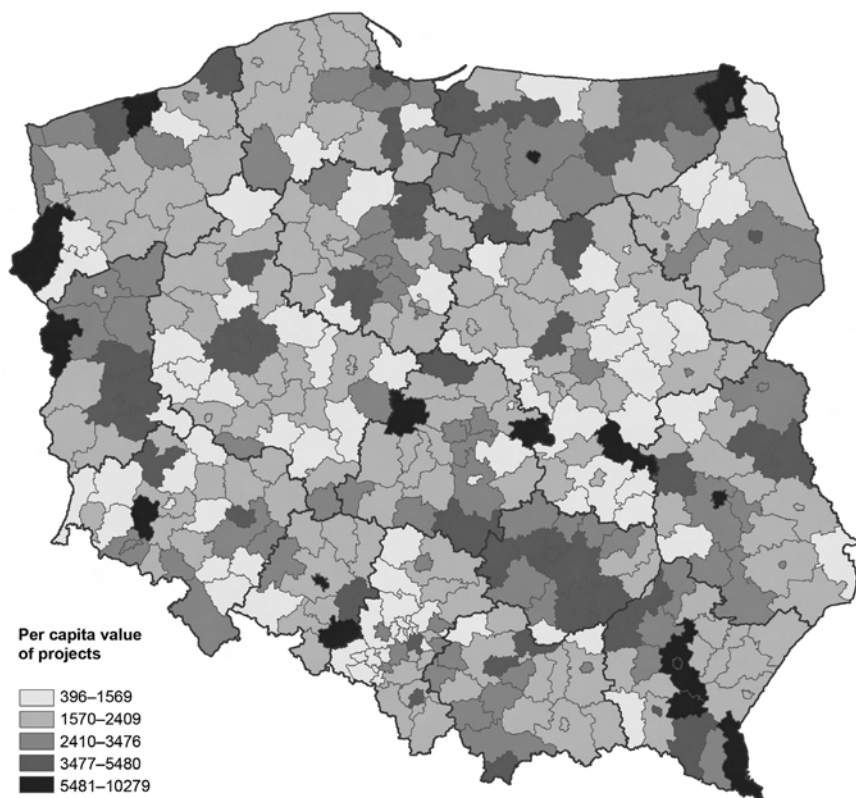 Per capita value
of projects
396–1569
1570–2409
2410–3476
3477–5480
5481–10279